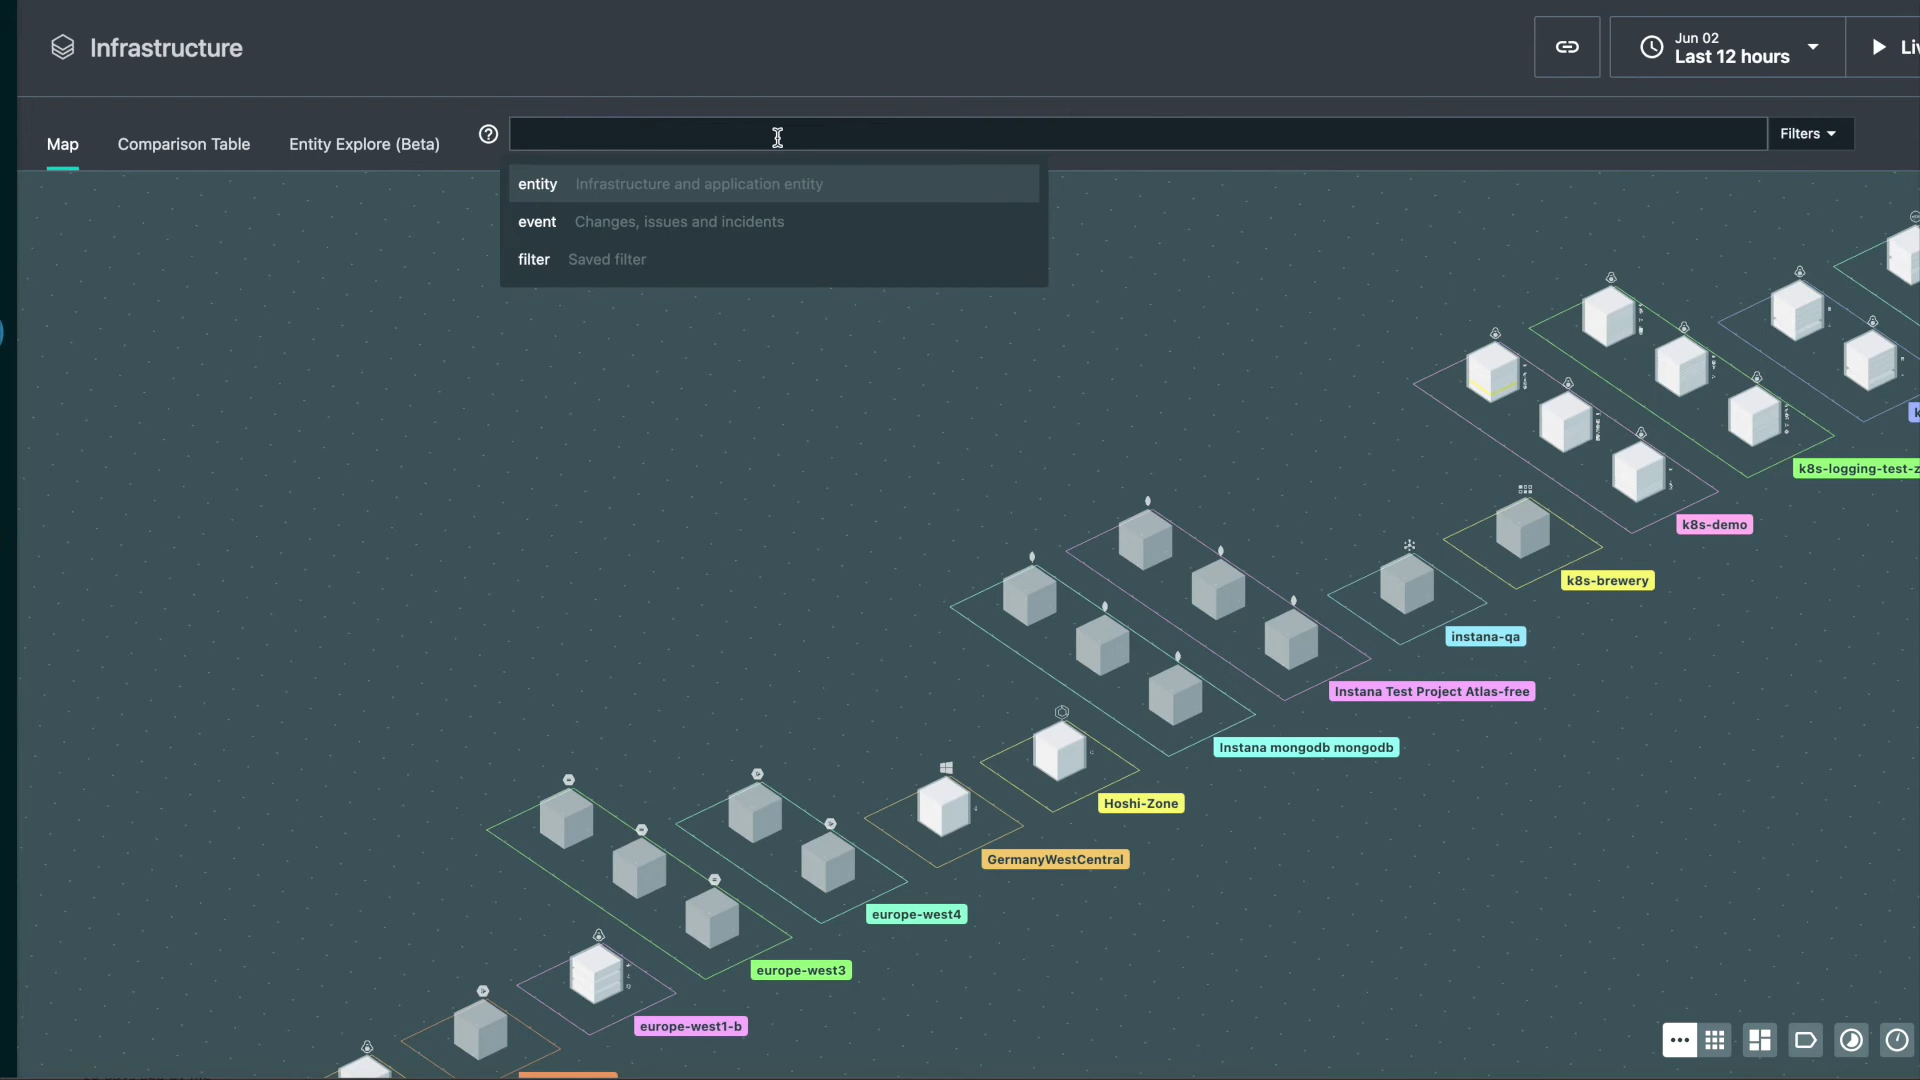 Infrastructure
Jun 02
Last 12 hours
Map
Comparison Table
Entity Explore (Beta)
Filters
entity Infrastructure and application entity
event Changes, issues and incidents
filter Saved filter
k8s-logging-test-z
k8s-demo
k8s-brewery
instana-qa
Instana Test Project Atlas-free
Instana mongodb mongodb
Hoshi-Zone
GermanyWestCentral
europe-west4
europe-west3
europe-west1-b